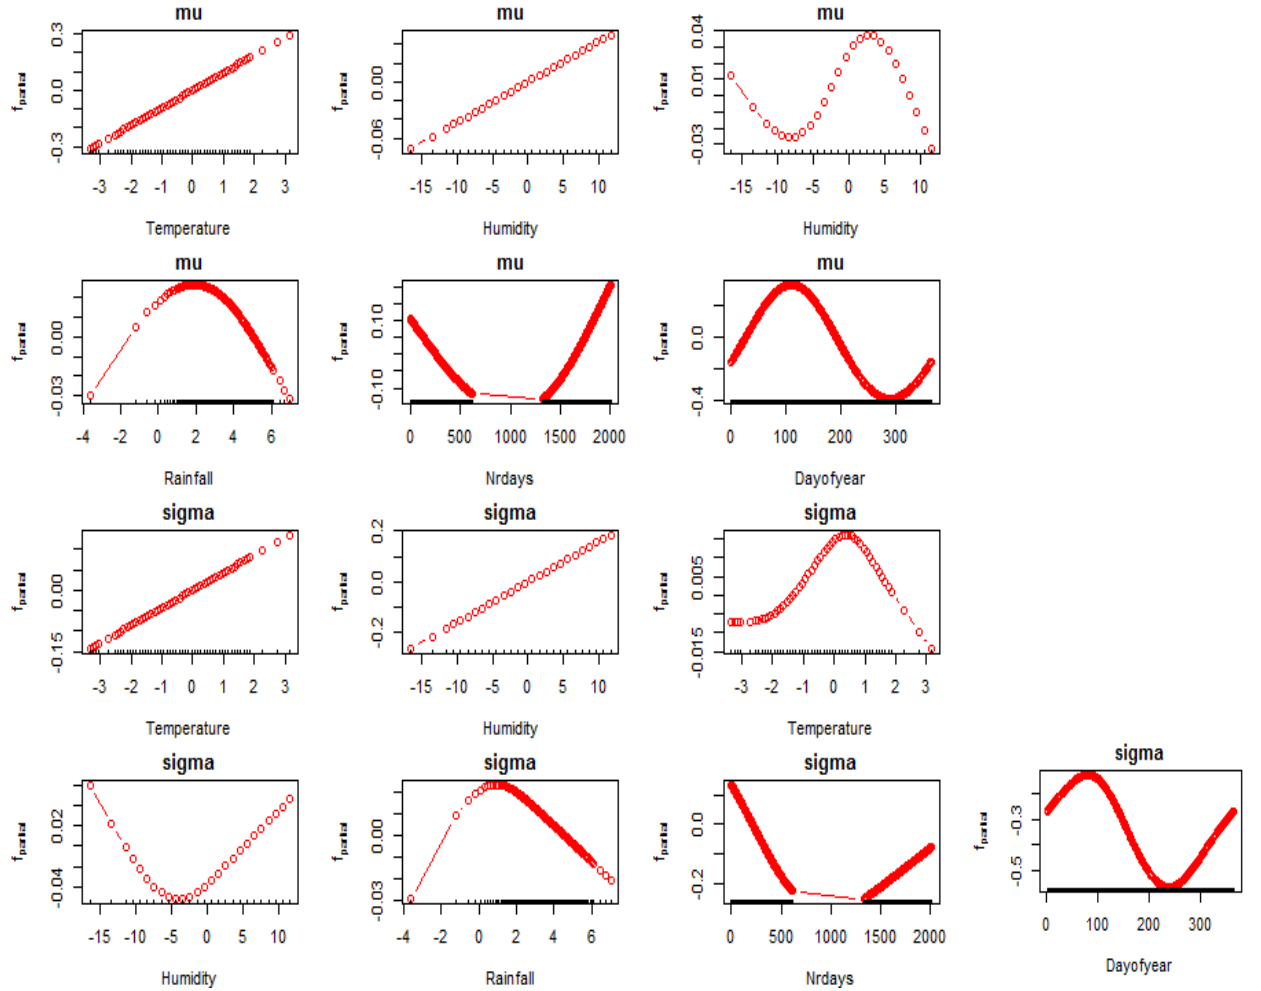 mu
fpartial
0.3
0.0
-0.3
-3 -2 -1 0 1 2 3
Temperature
mu
fpartial
0.00
-0.06
-15 -10 -5 0 5 10
Humidity
mu
fpartial
0.04
0.01
-0.03
-15 -10 -5 0 5 10
Humidity
mu
fpartial
0.00
-0.03
-4 -2 0 2 4 6
Rainfall
mu
fpartial
0.10
-0.10
0 500 1000 1500 2000
Nrdays
mu
fpartial
0.0
-0.4
0 100 200 300
Dayofyear
sigma
fpartial
0.00
-0.15
-3 -2 -1 0 1 2 3
Temperature
sigma
fpartial
0.2
0.0
-0.2
-15 -10 -5 0 5 10
Humidity
sigma
fpartial
0.005
-0.015
-3 -2 -1 0 1 2 3
Temperature
sigma
fpartial
0.02
-0.04
-15 -10 -5 0 5 10
Humidity
sigma
fpartial
0.00
-0.03
-4 -2 0 2 4 6
Rainfall
sigma
fpartial
0.0
-0.2
0 500 1000 1500 2000
Nrdays
sigma
fpartial
-0.3
-0.5
0 100 200 300
Dayofyear